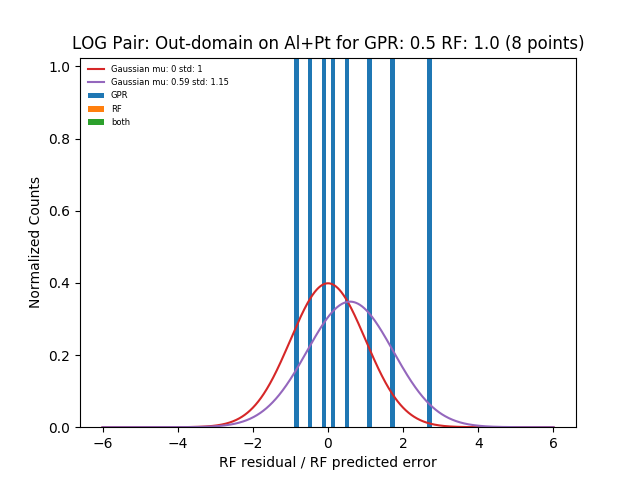 LOG Pair: Out-domain on Al+Pt for GPR: 0.5 RF: 1.0 (8 points)
Gaussian mu: 0 std: 1
Gaussian mu: 0.59 std: 1.15
GPR
RF
both
Normalized Counts
1.0
0.8
0.6
0.4
0.2
0.0
−6 −4 −2 0 2 4 6
RF residual / RF predicted error